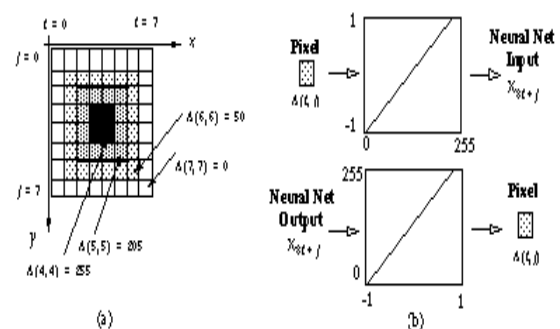 i = 0
i = 7
x
j = 0
j = 7
y
A(6,6) = 50
A(7,7) = 0
A(5,5) = 205
A(4,4) = 255
(a)
Pixel
A(i, j)
1
-1
0
255
Neural Net
Input
X8i + j
Neural Net
Output
X8i + j
255
0
-1
1
Pixel
A(i, j)
(b)